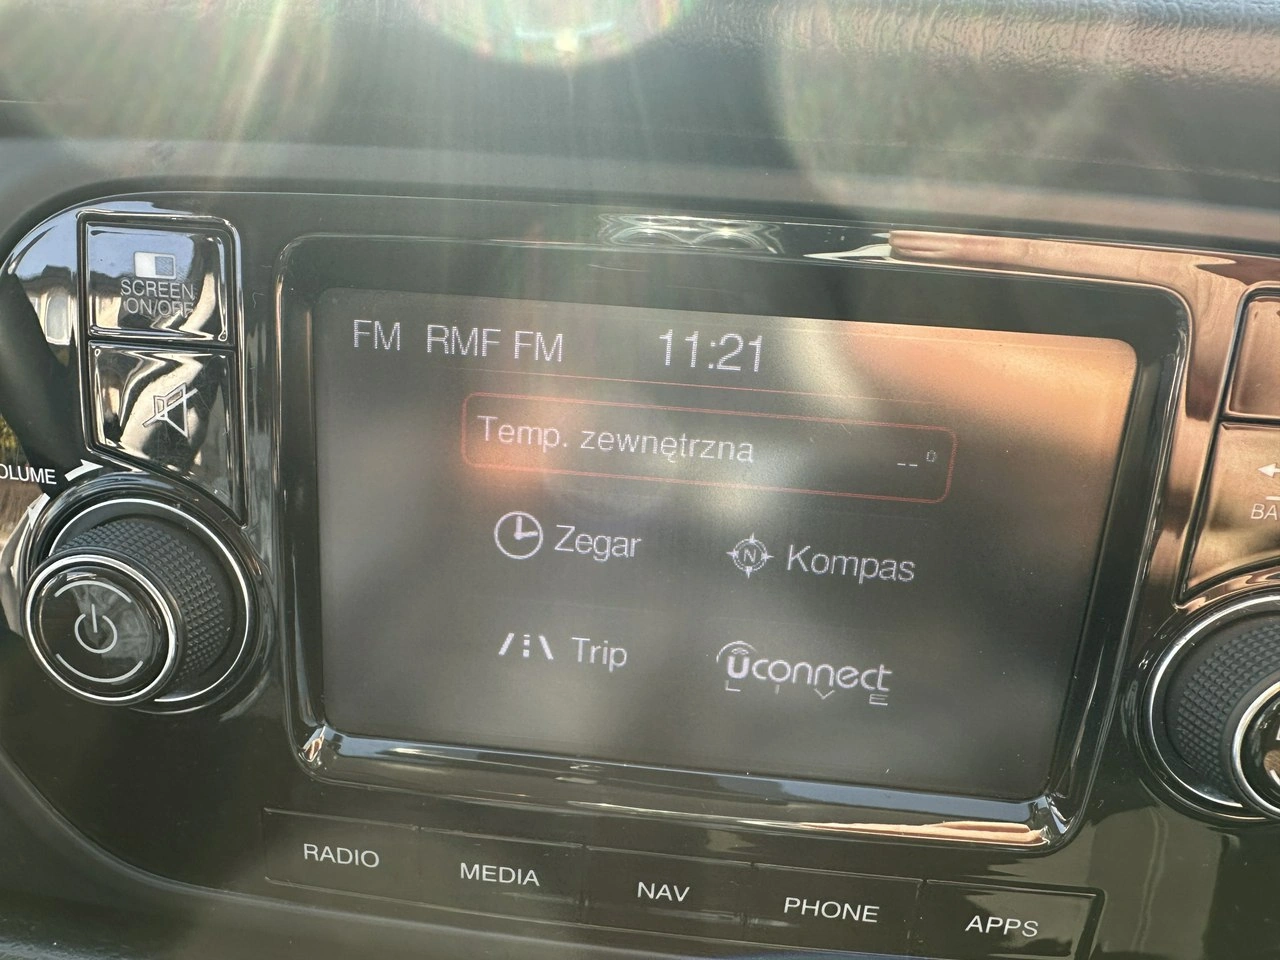 SCREEN
ON/OFF
FM RMF FM 11:21
Temp. zewnętrzna --°
VOLUME
Zegar
N Kompas
Trip
uconnect
LIVE
RADIO
MEDIA
NAV
PHONE
APPS